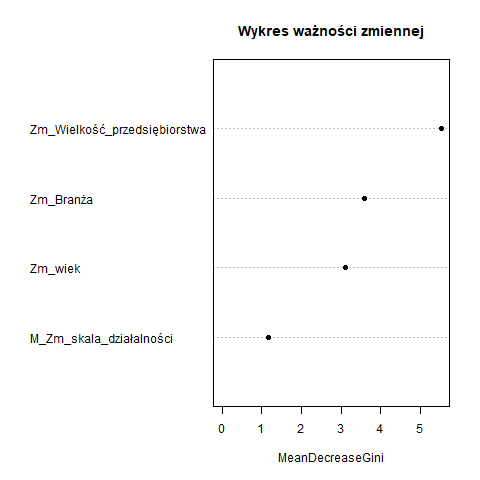 Wykres ważności zmiennej
Zm_Wielkość_przedsiębiorstwa
Zm_Branża
Zm_wiek
M_Zm_skala_działalności
0 1 2 3 4 5
MeanDecreaseGini